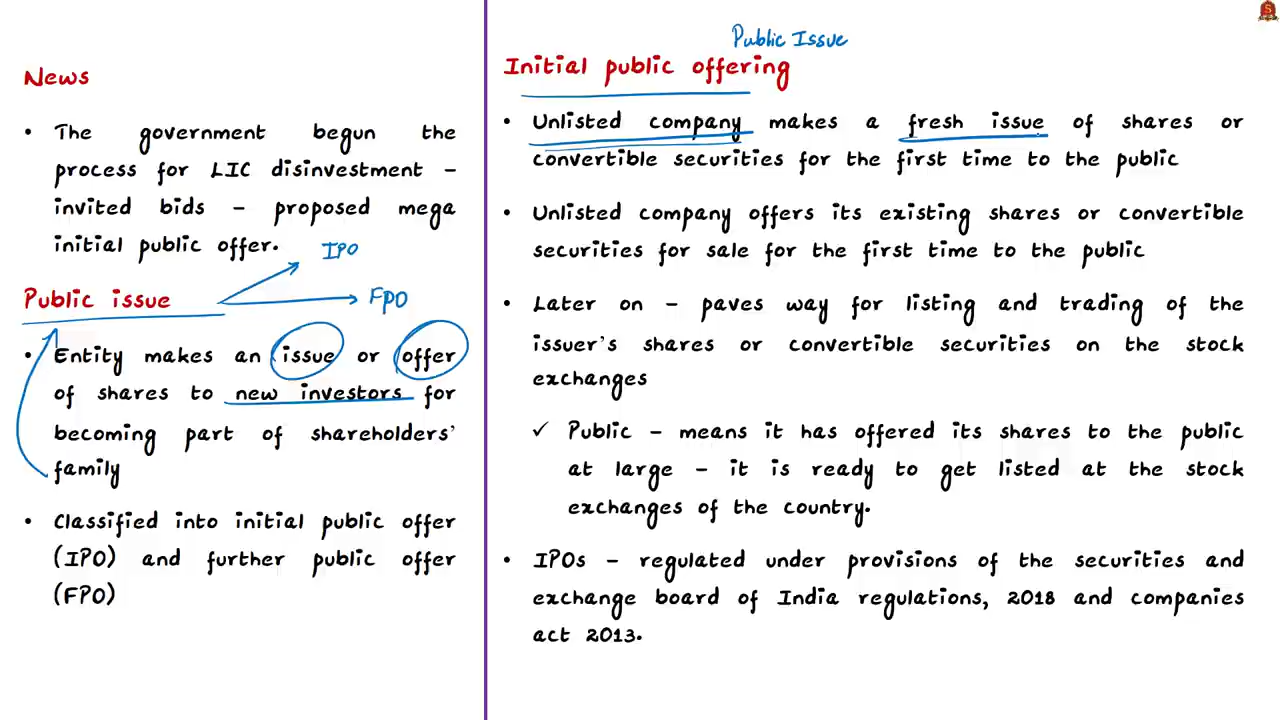 News
• The government begun the
process for LIC disinvestment –
invited bids – proposed mega
initial public offer.
IPO
Public issue
FPO
• Entity makes an issue or offer
of shares to new investors for
becoming part of shareholders'
family
• Classified into initial public offer
(IPO) and further public offer
(FPO)
Public Issue
Initial public offering
• Unlisted company makes a fresh issue of shares or
convertible securities for the first time to the public
• Unlisted company offers its existing shares or convertible
securities for sale for the first time to the public
• Later on – paves way for listing and trading of the
issuer's shares or convertible securities on the stock
exchanges
✓ Public – means it has offered its shares to the public
at large – it is ready to get listed at the stock
exchanges of the country.
• IPOs – regulated under provisions of the securities and
exchange board of India regulations, 2018 and companies
act 2013.